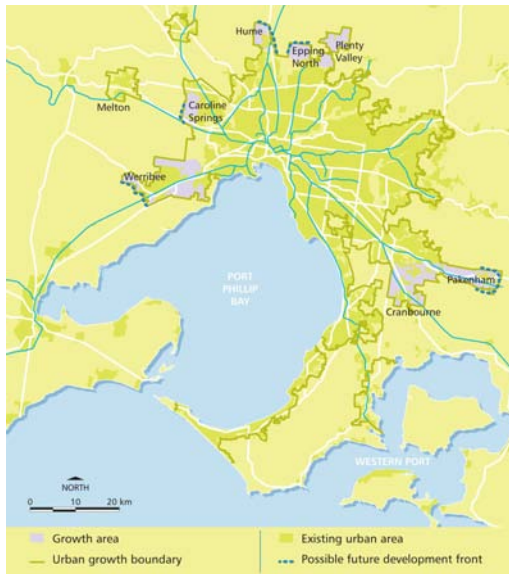 Hume
Epping
North
Plenty
Valley
Melton
Caroline
Springs
Werribee
PORT
PHILLIP
BAY
Pakenham
Cranbourne
WESTERN PORT
NORTH
0 10 20 km
Growth area
Existing urban area
Urban growth boundary
Possible future development front